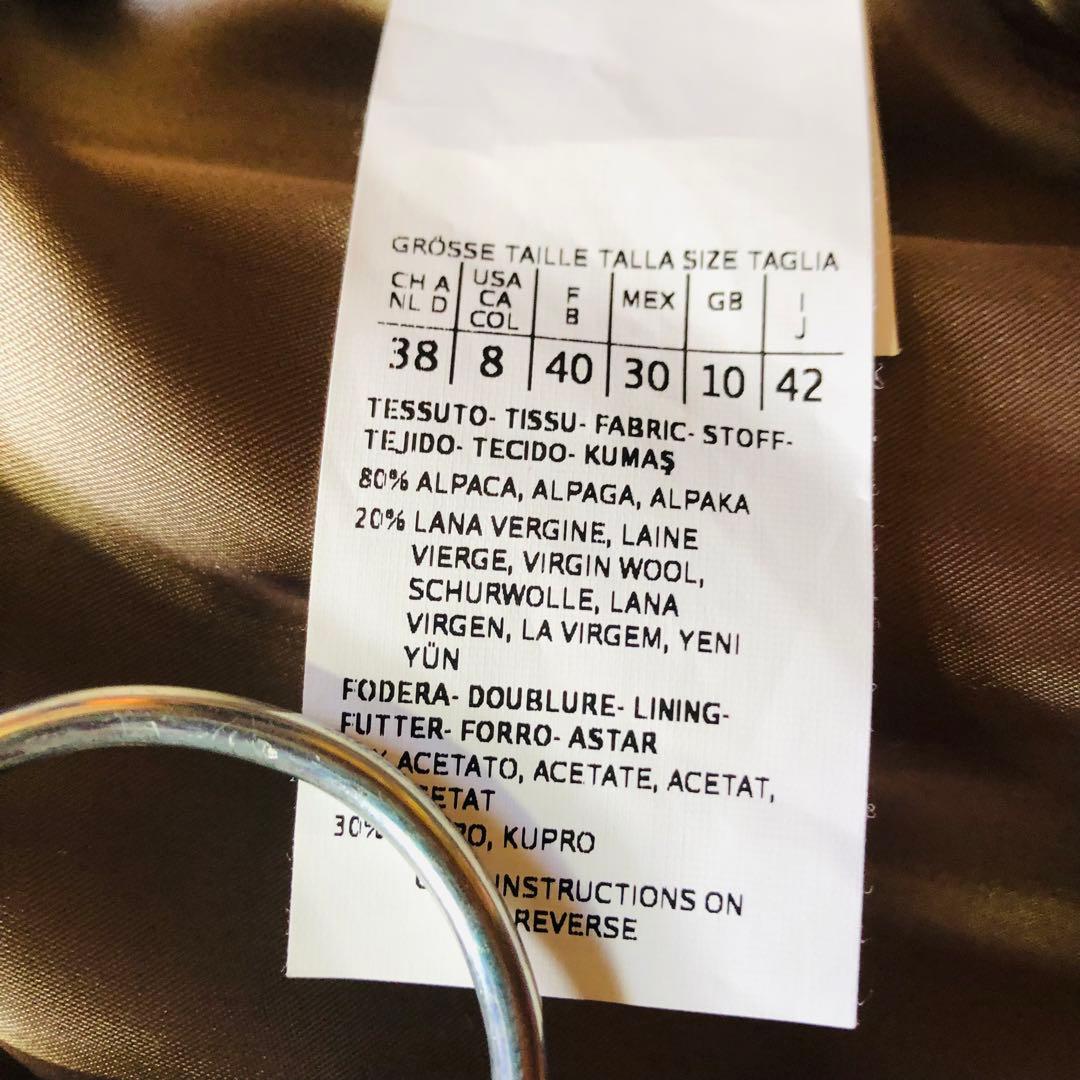 GRÖSSE TAILLE TALLA SIZE TAGLIA
CH A NL D | USA CA COL | F B | MEX | GB | I J
38 | 8 | 40 | 30 | 10 | 42
TESSUTO- TISSU- FABRIC- STOFF-
TEJIDO- TECIDO- KUMAŞ
80% ALPACA, ALPAGA, ALPAKA
20% LANA VERGINE, LAINE
VIERGE, VIRGIN WOOL,
SCHURWOLLE, LANA
VIRGEN, LA VIRGEM, YENI
YÜN
FODERA- DOUBLURE- LINING-
FUTTER- FORRO- ASTAR
ACETATO, ACETATE, ACETAT,
30% KUPRO
INSTRUCTIONS ON
REVERSE